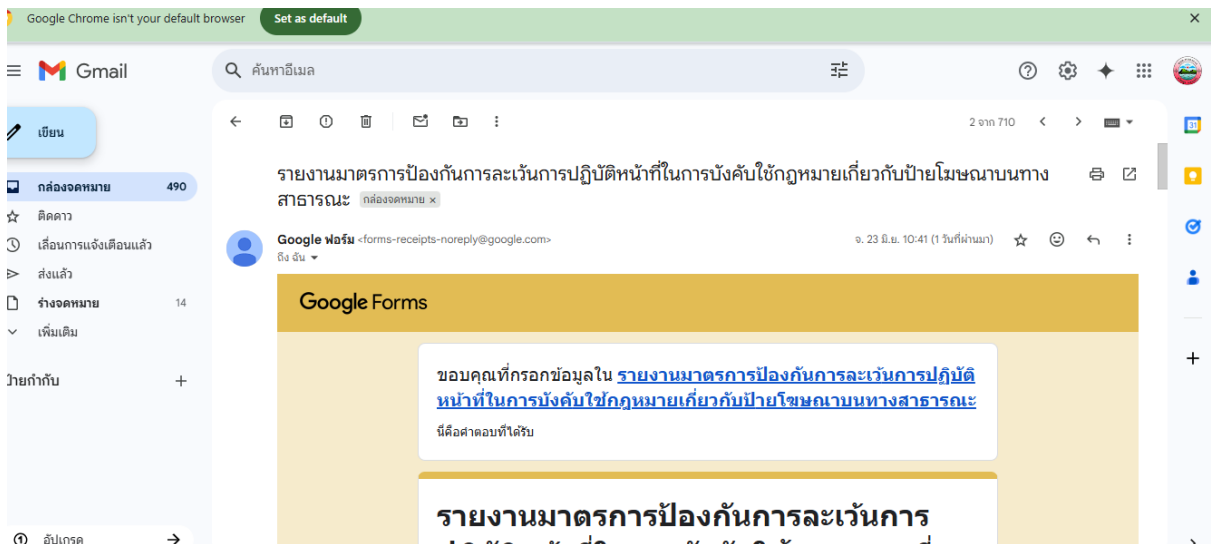 Google Chrome isn't your default browser Set as default
Gmail
ค้นหาอีเมล
เขียน
2 จาก 710
กล่องจดหมาย 490
ติดดาว
เลื่อนการแจ้งเตือนแล้ว
ส่งแล้ว
ร่างจดหมาย 14
เพิ่มเติม
ป้ายกำกับ
อัปเกรด
รายงานมาตรการป้องกันการละเว้นการปฏิบัติหน้าที่ในการบังคับใช้กฎหมายเกี่ยวกับป้ายโฆษณาบนทาง
สาธารณะ กล่องจดหมาย ×
Google ฟอร์ม <forms-receipts-noreply@google.com> จ. 23 มิ.ย. 10:41 (1 วันที่ผ่านมา)
ถึง ฉัน
Google Forms
ขอบคุณที่กรอกข้อมูลใน รายงานมาตรการป้องกันการละเว้นการปฏิบัติ
หน้าที่ในการบังคับใช้กฎหมายเกี่ยวกับป้ายโฆษณาบนทางสาธารณะ
นี่คือคำตอบที่ได้รับ
รายงานมาตรการป้องกันการละเว้นการ
31